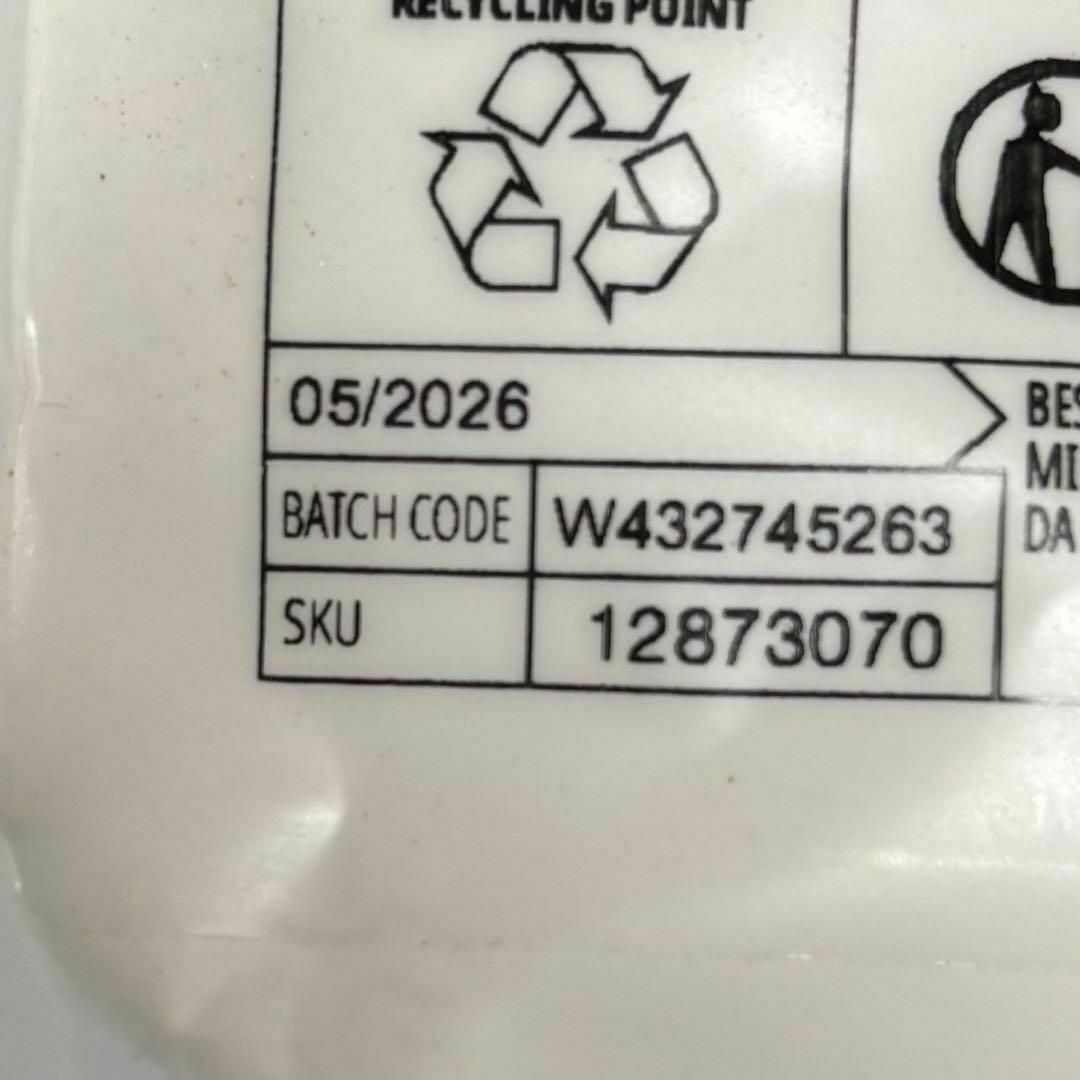 RECYCLING POINT
05/2026
BATCH CODE W432745263
SKU 12873070